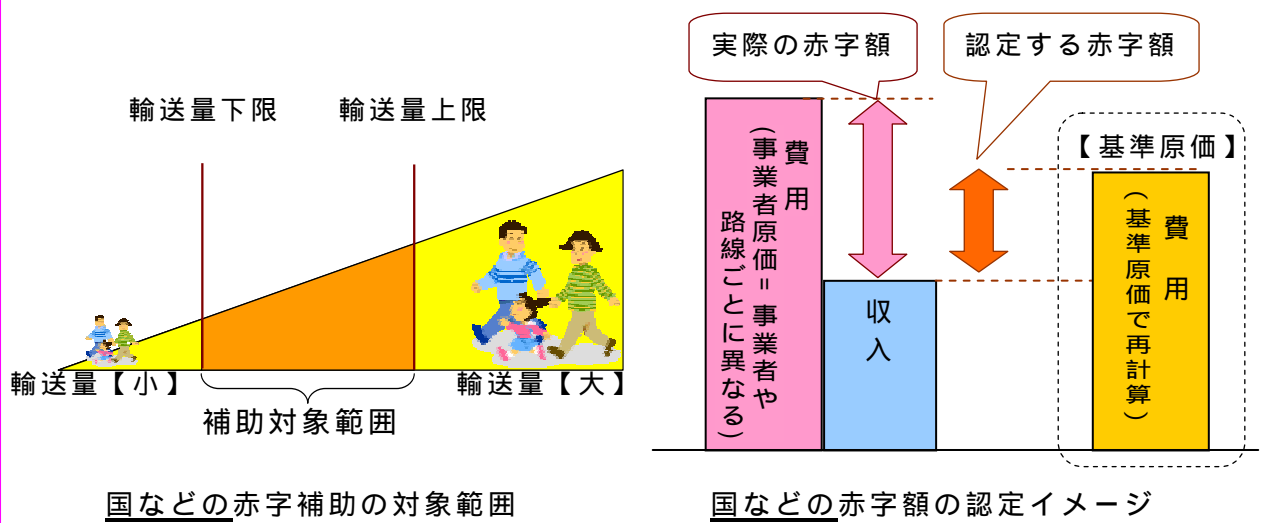 輸送量下限
輸送量上限
輸送量【小】
輸送量【大】
補助対象範囲
国などの赤字補助の対象範囲
実際の赤字額
認定する赤字額
費用
(事業者原価=事業者や
路線ごとに異なる)
収入
【基準原価】
費用
(基準原価で再計算)
国などの赤字額の認定イメージ